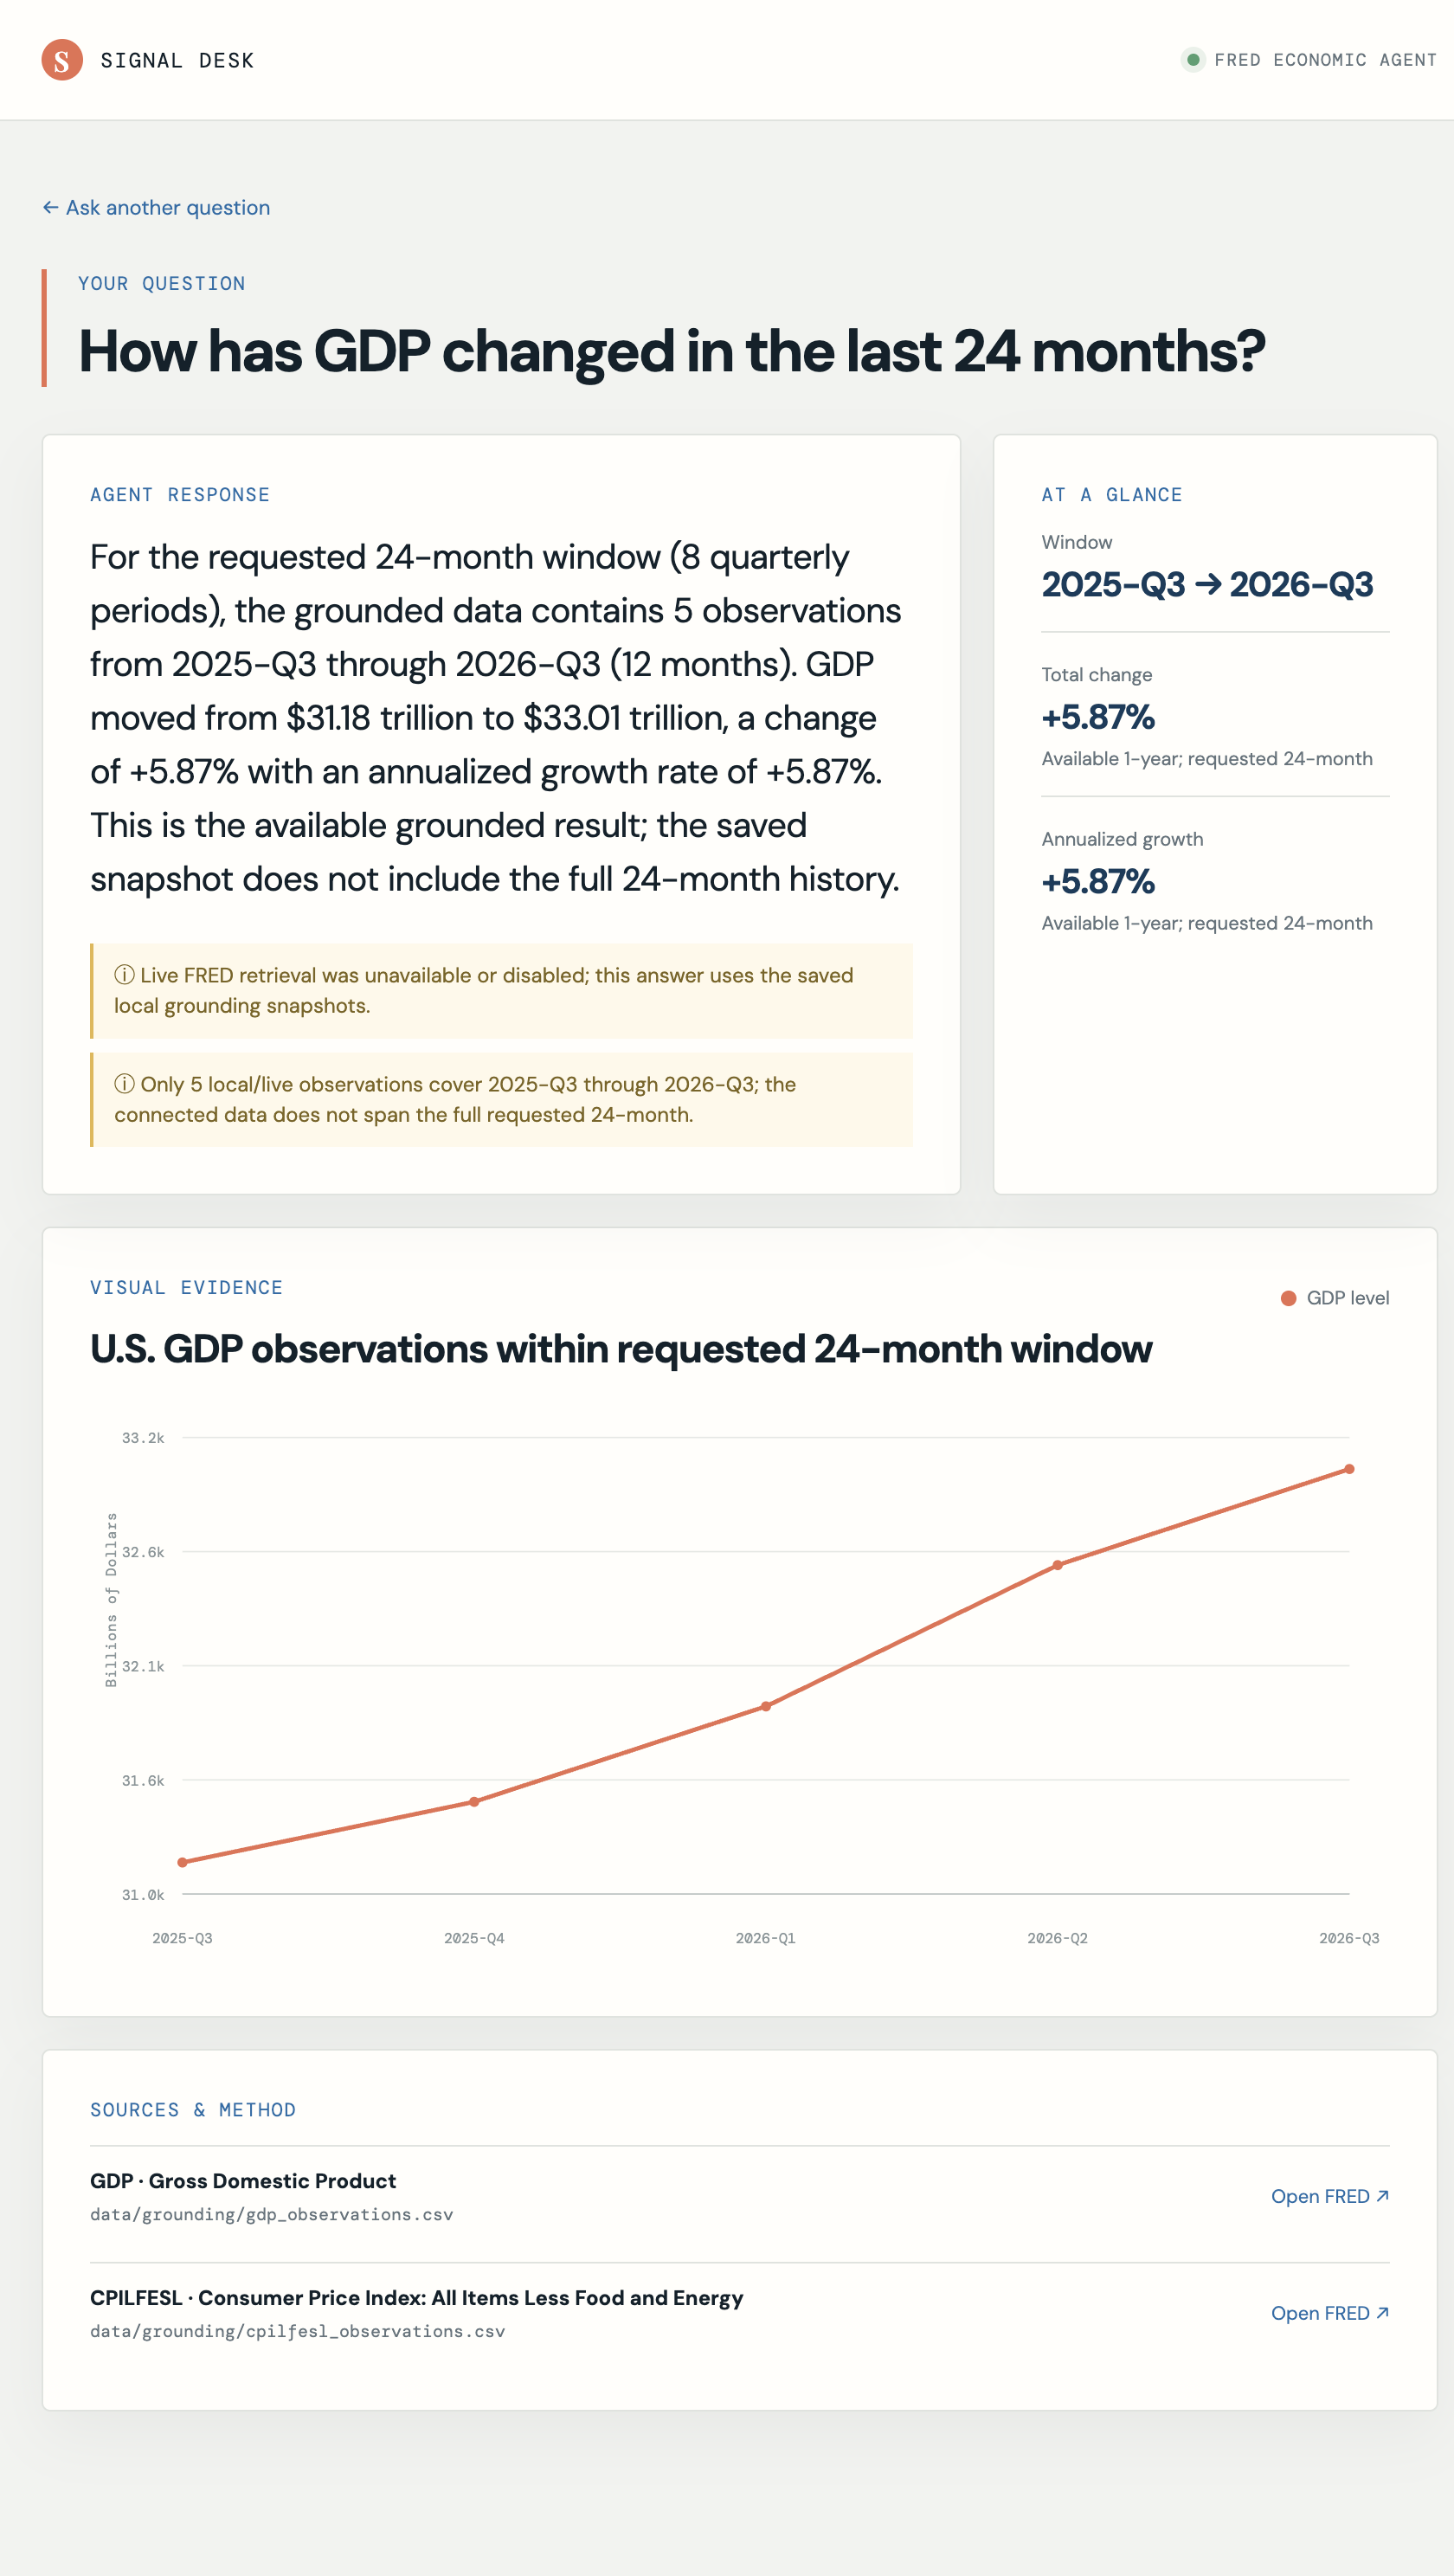 S SIGNAL DESK
FRED ECONOMIC AGENT
← Ask another question
YOUR QUESTION
How has GDP changed in the last 24 months?
AGENT RESPONSE
For the requested 24-month window (8 quarterly
periods), the grounded data contains 5 observations
from 2025-Q3 through 2026-Q3 (12 months). GDP
moved from $31.18 trillion to $33.01 trillion, a change
of +5.87% with an annualized growth rate of +5.87%.
This is the available grounded result; the saved
snapshot does not include the full 24-month history.
ⓘ Live FRED retrieval was unavailable or disabled; this answer uses the saved
local grounding snapshots.
ⓘ Only 5 local/live observations cover 2025-Q3 through 2026-Q3; the
connected data does not span the full requested 24-month.
AT A GLANCE
Window
2025-Q3 → 2026-Q3
Total change
+5.87%
Available 1-year; requested 24-month
Annualized growth
+5.87%
Available 1-year; requested 24-month
VISUAL EVIDENCE
GDP level
U.S. GDP observations within requested 24-month window
Billions of Dollars
33.2k
32.6k
32.1k
31.6k
31.0k
2025-Q3
2025-Q4
2026-Q1
2026-Q2
2026-Q3
SOURCES & METHOD
GDP · Gross Domestic Product
data/grounding/gdp_observations.csv
Open FRED ↗
CPILFESL · Consumer Price Index: All Items Less Food and Energy
data/grounding/cpilfesl_observations.csv
Open FRED ↗